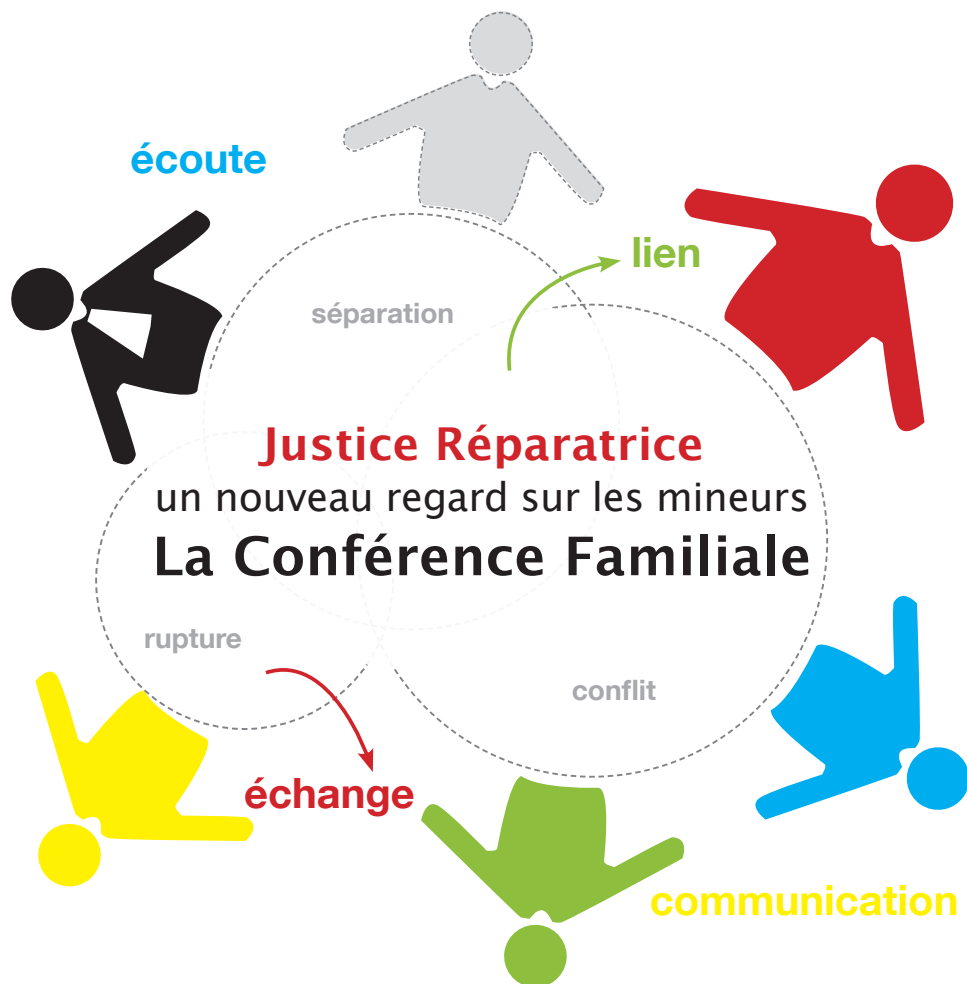 écoute
lien
séparation
Justice Réparatrice
un nouveau regard sur les mineurs
La Conférence Familiale
rupture
conflit
échange
communication